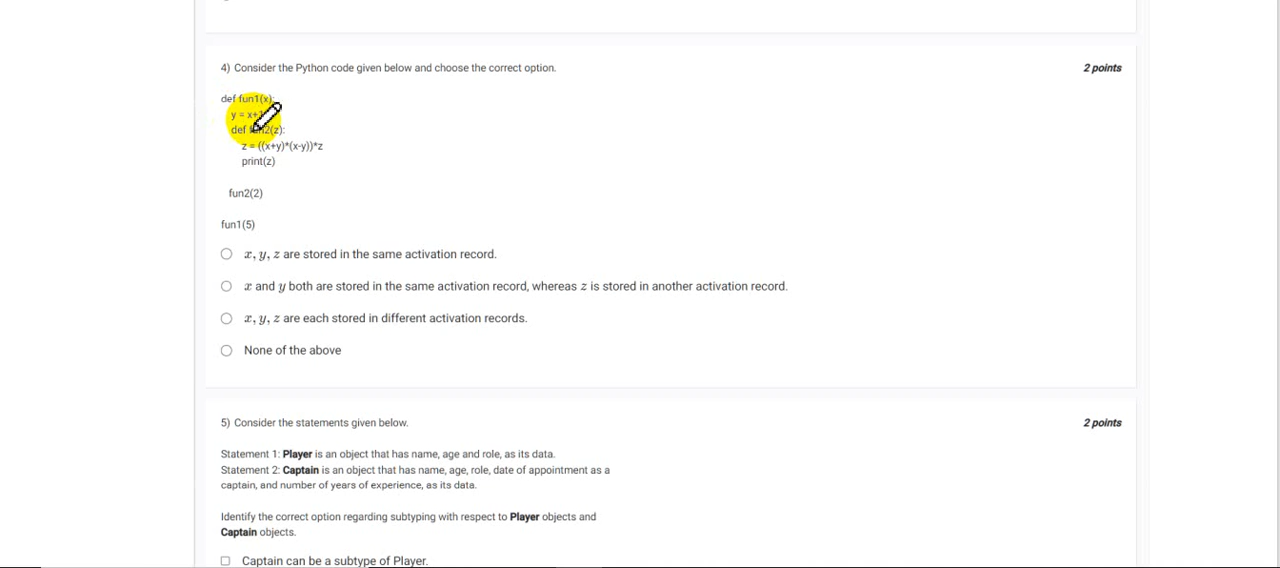 4) Consider the Python code given below and choose the correct option.
2 points
def fun1(x):
y = x+
def fun2(z):
z = ((x+y)*(x-y))*z
print(z)
fun2(2)
fun1(5)
x, y, z are stored in the same activation record.
x and y both are stored in the same activation record, whereas z is stored in another activation record.
x, y, z are each stored in different activation records.
None of the above
5) Consider the statements given below.
2 points
Statement 1: Player is an object that has name, age and role, as its data.
Statement 2: Captain is an object that has name, age, role, date of appointment as a
captain, and number of years of experience, as its data.
Identify the correct option regarding subtyping with respect to Player objects and
Captain objects.
Captain can be a subtype of Player.